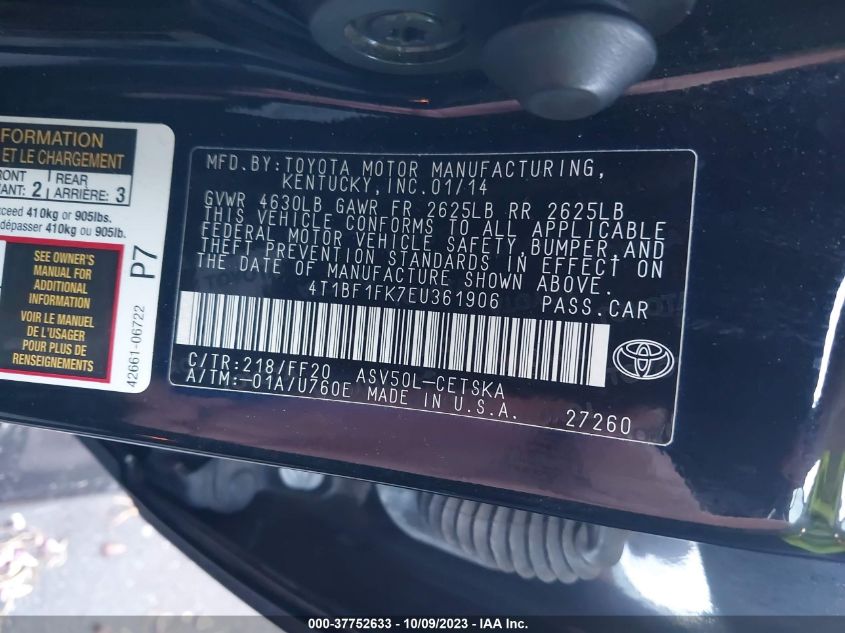 FORMATION
ET LE CHARGEMENT
RONT
VANT: 2
REAR
ARRIÈRE: 3
xceed 410kg or 905lbs.
dépasser 410kg ou 905lb.
SEE OWNER'S
MANUAL FOR
ADDITIONAL
INFORMATION
VOIR LE MANUEL
DE L'USAGER
POUR PLUS DE
RENSEIGNEMENTS
P7
42661-06722
MFD.BY:TOYOTA MOTOR MANUFACTURING,
KENTUCKY,INC.01/14
GVWR 4630LB GAWR FR 2625LB RR 2625LB
THIS VEHICLE CONFORMS TO ALL APPLICABLE
FEDERAL MOTOR VEHICLE SAFETY,BUMPER,AND
THEFT PREVENTION STANDARDS IN EFFECT ON
THE DATE OF MANUFACTURE SHOWN ABOVE.
4T1BF1FK7EU361906 PASS.CAR
C/TR:218/FF20 ASV50L-CETSKA
A/TM:-01A/U760E MADE IN U.S.A. 27260
000-37752633 - 10/09/2023 - IAA Inc.